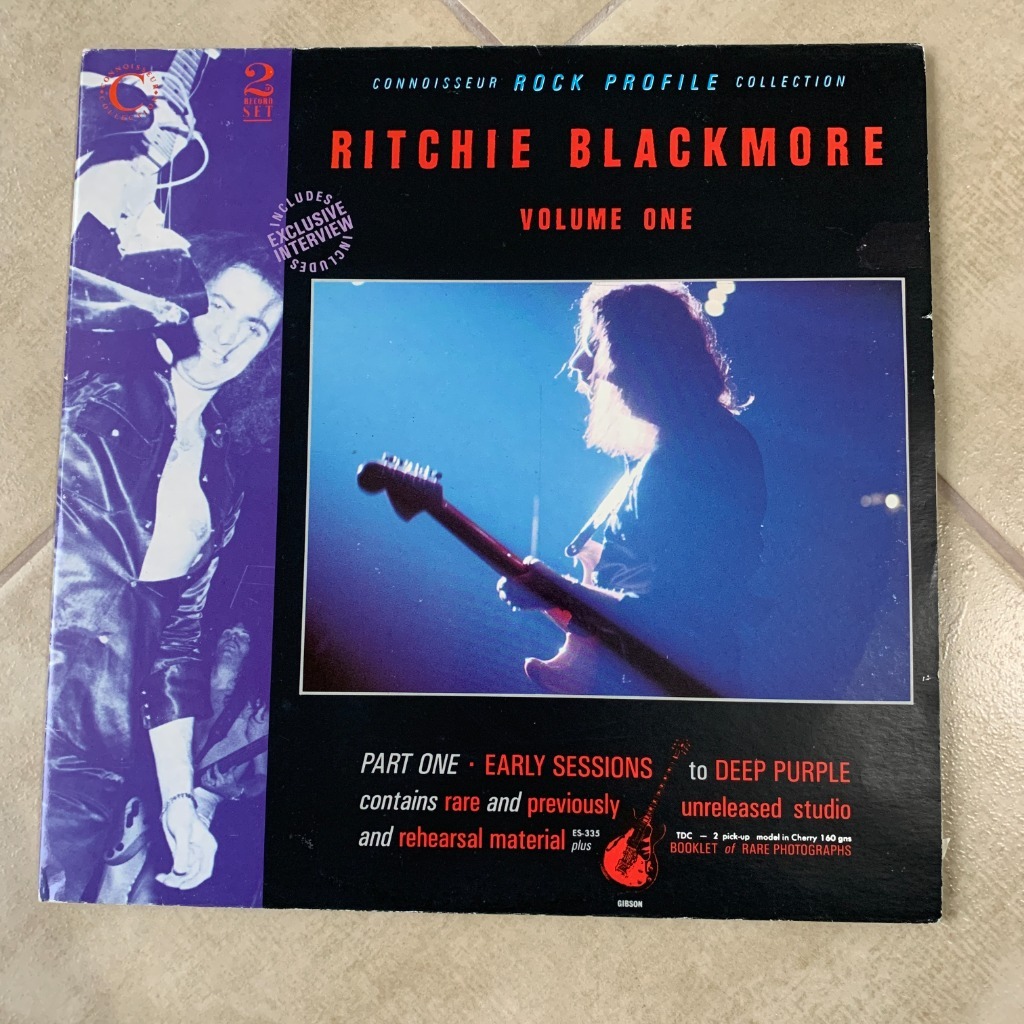 CONNOISSEUR COLLECTION
C
2
RECORD
SET
CONNOISSEUR ROCK PROFILE COLLECTION
RITCHIE BLACKMORE
VOLUME ONE
INCLUDES
EXCLUSIVE
INTERVIEW
INCLUDES
PART ONE · EARLY SESSIONS to DEEP PURPLE
contains rare and previously unreleased studio
and rehearsal material ES-335 plus TDC — 2 pick-up model in Cherry 160 gns
BOOKLET of RARE PHOTOGRAPHS
GIBSON